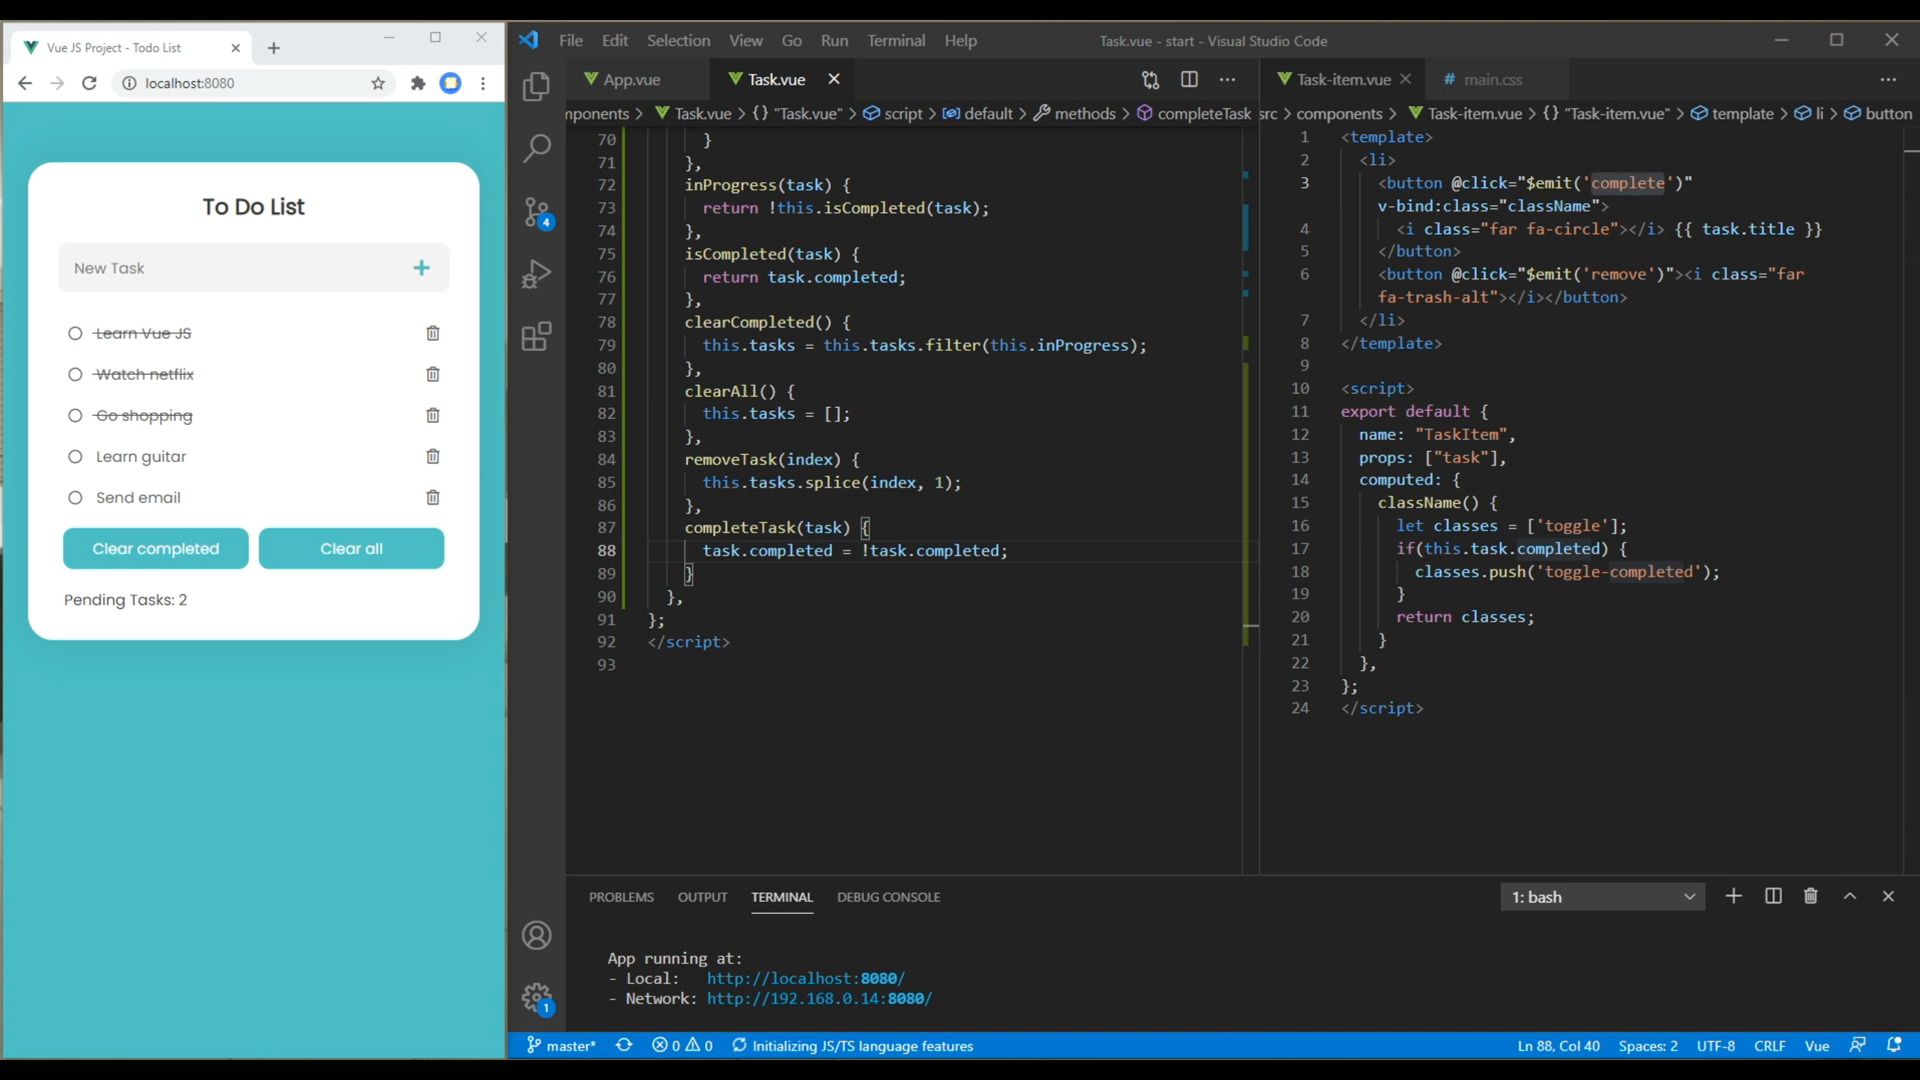 Vue JS Project - Todo List
localhost:8080
To Do List
New Task
Learn Vue JS
Watch netflix
Go shopping
Learn guitar
Send email
Clear completed
Clear all
Pending Tasks: 2
File Edit Selection View Go Run Terminal Help
Task.vue - start - Visual Studio Code
4
1
App.vue
Task.vue
mponents > Task.vue > {} "Task.vue" > script > default > methods > completeTask
70 }
71 },
72 inProgress(task) {
73 return !this.isCompleted(task);
74 },
75 isCompleted(task) {
76 return task.completed;
77 },
78 clearCompleted() {
79 this.tasks = this.tasks.filter(this.inProgress);
80 },
81 clearAll() {
82 this.tasks = [];
83 },
84 removeTask(index) {
85 this.tasks.splice(index, 1);
86 },
87 completeTask(task) {
88 task.completed = !task.completed;
89 }
90 },
91 };
92 </script>
93
Task-item.vue
# main.css
src > components > Task-item.vue > {} "Task-item.vue" > template > li > button
1 <template>
2 <li>
3 <button @click="$emit('complete')"
v-bind:class="className">
4 <i class="far fa-circle"></i> {{ task.title }}
5 </button>
6 <button @click="$emit('remove')"><i class="far
fa-trash-alt"></i></button>
7 </li>
8 </template>
9
10 <script>
11 export default {
12 name: "TaskItem",
13 props: ["task"],
14 computed: {
15 className() {
16 let classes = ['toggle'];
17 if(this.task.completed) {
18 classes.push('toggle-completed');
19 }
20 return classes;
21 }
22 },
23 };
24 </script>
PROBLEMS OUTPUT TERMINAL DEBUG CONSOLE
1: bash
App running at:
- Local: http://localhost:8080/
- Network: http://192.168.0.14:8080/
master* 0 0 Initializing JS/TS language features
Ln 88, Col 40 Spaces: 2 UTF-8 CRLF Vue